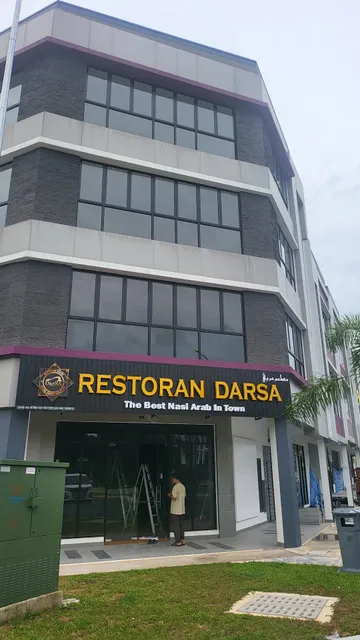 RESTORAN DARSA
The Best Nasi Arab In Town